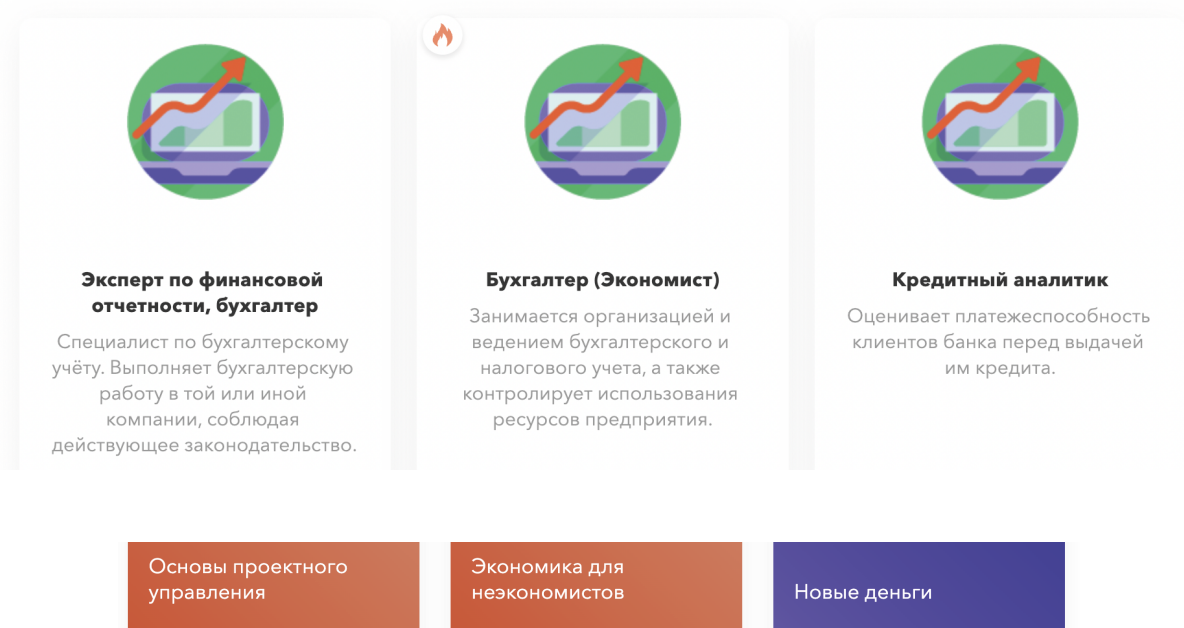 Эксперт по финансовой
отчетности, бухгалтер
Специалист по бухгалтерскому
учёту. Выполняет бухгалтерскую
работу в той или иной
компании, соблюдая
действующее законодательство.
Бухгалтер (Экономист)
Занимается организацией и
ведением бухгалтерского и
налогового учета, а также
контролирует использования
ресурсов предприятия.
Кредитный аналитик
Оценивает платежеспособность
клиентов банка перед выдачей
им кредита.
Основы проектного
управления
Экономика для
неэкономистов
Новые деньги